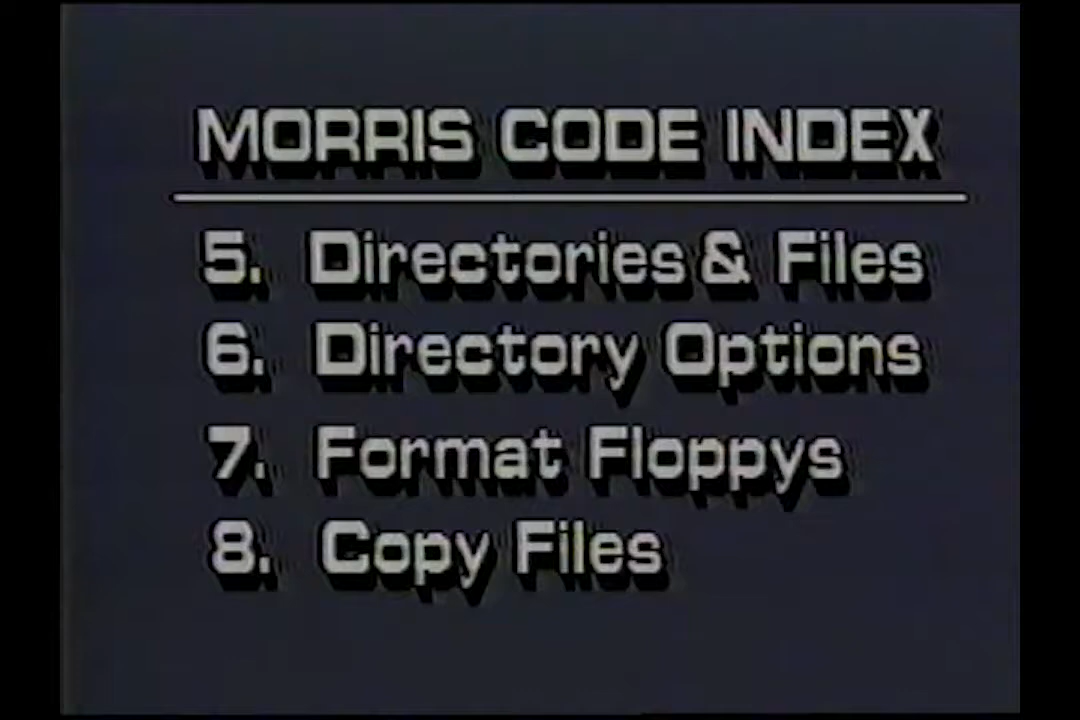 MORRIS CODE INDEX
5. Directories & Files
6. Directory Options
7. Format Floppys
8. Copy Files